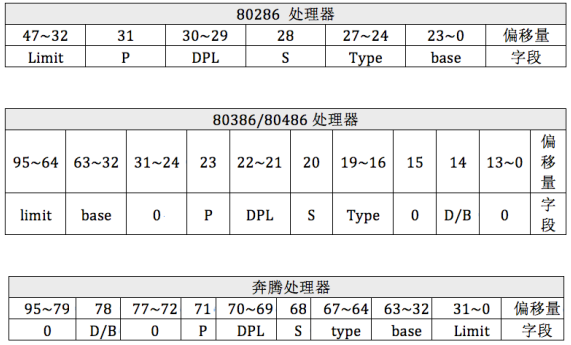 80286 处理器
47~32 31 30~29 28 27~24 23~0 偏移量
Limit P DPL S Type base 字段
80386/80486 处理器
95~64 63~32 31~24 23 22~21 20 19~16 15 14 13~0 偏移量
limit base 0 P DPL S Type 0 D/B 0 字段
奔腾处理器
95~79 78 77~72 71 70~69 68 67~64 63~32 31~0 偏移量
0 D/B 0 P DPL S type base Limit 字段